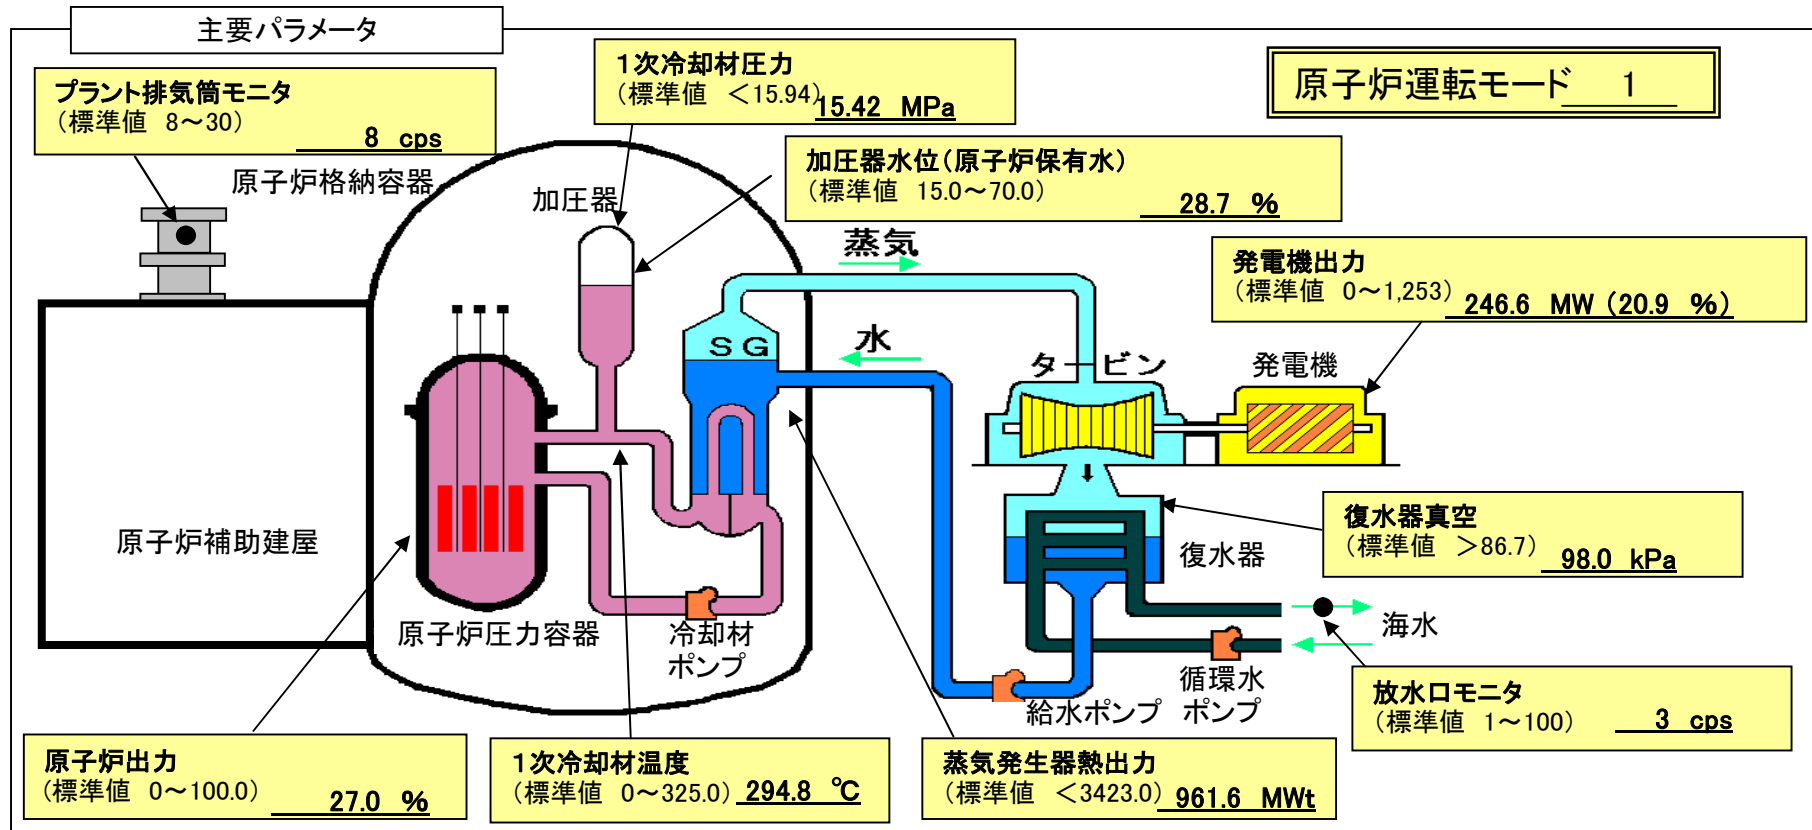 主要パラメータ
プラント排気筒モニタ
(標準値 8～30)
8 cps
1次冷却材圧力
(標準値 ＜15.94)
15.42 MPa
原子炉運転モード 1
加圧器水位(原子炉保有水)
(標準値 15.0～70.0)
28.7 %
原子炉格納容器
加圧器
蒸気
発電機出力
(標準値 0～1,253)
246.6 MW (20.9 %)
SG
水
タービン
発電機
原子炉補助建屋
復水器真空
(標準値 ＞86.7)
98.0 kPa
復水器
原子炉圧力容器
冷却材
ポンプ
海水
給水ポンプ
循環水
ポンプ
放水口モニタ
(標準値 1～100)
3 cps
原子炉出力
(標準値 0～100.0)
27.0 %
1次冷却材温度
(標準値 0～325.0)
294.8 ℃
蒸気発生器熱出力
(標準値 ＜3423.0)
961.6 MWt